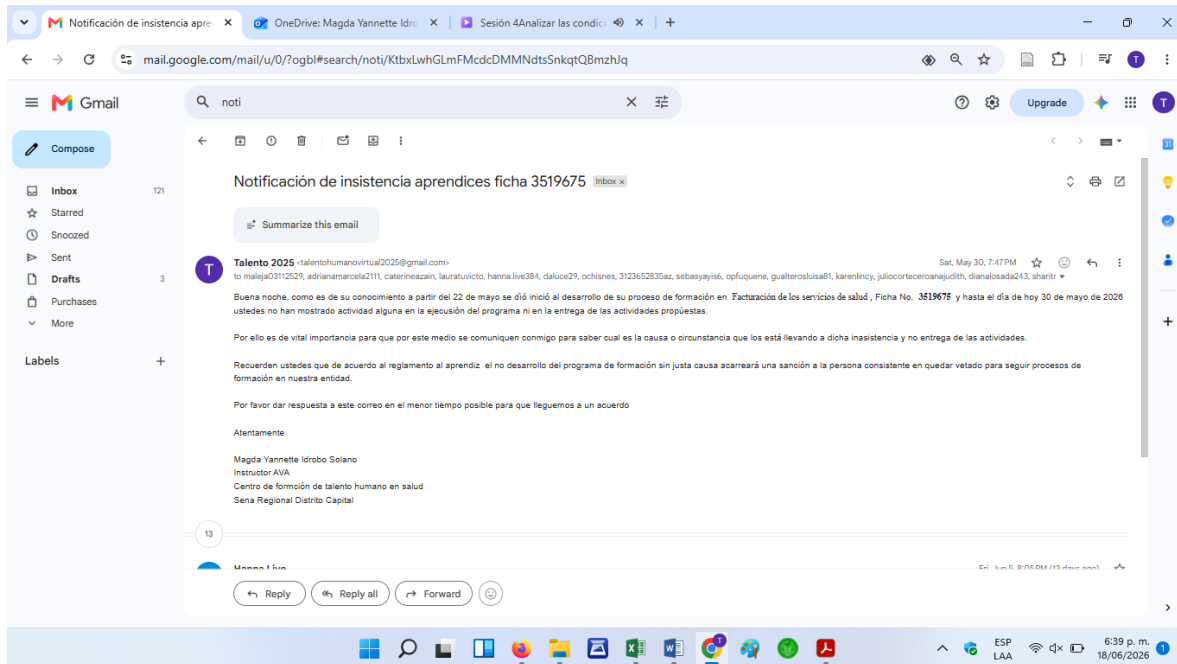 Notificación de insistencia apre
OneDrive: Magda Yannette Idro
Sesión 4Analizar las condici
mail.google.com/mail/u/0/?ogbl#search/noti/KtbxLwhGLmFMcdcDMMNdtsSnkqtQBmzhJq
T
Gmail
noti
Upgrade
T
Compose
31
Inbox 121
Starred
Snoozed
Sent
Drafts 3
Purchases
More
Labels
Notificación de insistencia aprendices ficha 3519675 Inbox x
Summarize this email
T
Talento 2025 <talentohumanovirtual2025@gmail.com> Sat, May 30, 7:47 PM
to maleja03112529, adrianamarcela2111, caterineazain, lauratuvicto, hanna.live384, daluce29, ochisnes, 3123652835az, sebasyayis6, opfuquene, gualterosluisa81, karenlincy, juliocorteceroanajudith, dianalosada243, sharitr
Buena noche, como es de su conocimiento a partir del 22 de mayo se dió inició al desarrollo de su proceso de formación en Facturación de los servicios de salud , Ficha No. 3519675 y hasta el día de hoy 30 de mayo de 2026
ustedes no han mostrado actividad alguna en la ejecución del programa ni en la entrega de las actividades propùestas.
Por ello es de vital importancia para que por este medio se comuniquen conmigo para saber cual es la causa o circunstancia que los está llevando a dicha inasistencia y no entrega de las actividades.
Recuerden ustedes que de acuerdo al reglamento al aprendiz el no desarrollo del programa de formación sin justa causa acarreará una sanción a la persona consistente en quedar vetado para seguir procesos de
formación en nuestra entidad.
Por favor dar respuesta a este correo en el menor tiempo posible para que lleguemos a un acuerdo
Atentamente
Magda Yannette Idrobo Solano
Instructor AVA
Centro de formción de talento humano en salud
Sena Regional Distrito Capital
13
Hanna Live Fri, Jun 5, 8:05 PM (13 days ago)
Reply
Reply all
Forward
ESP
LAA
6:39 p. m.
18/06/2026
1